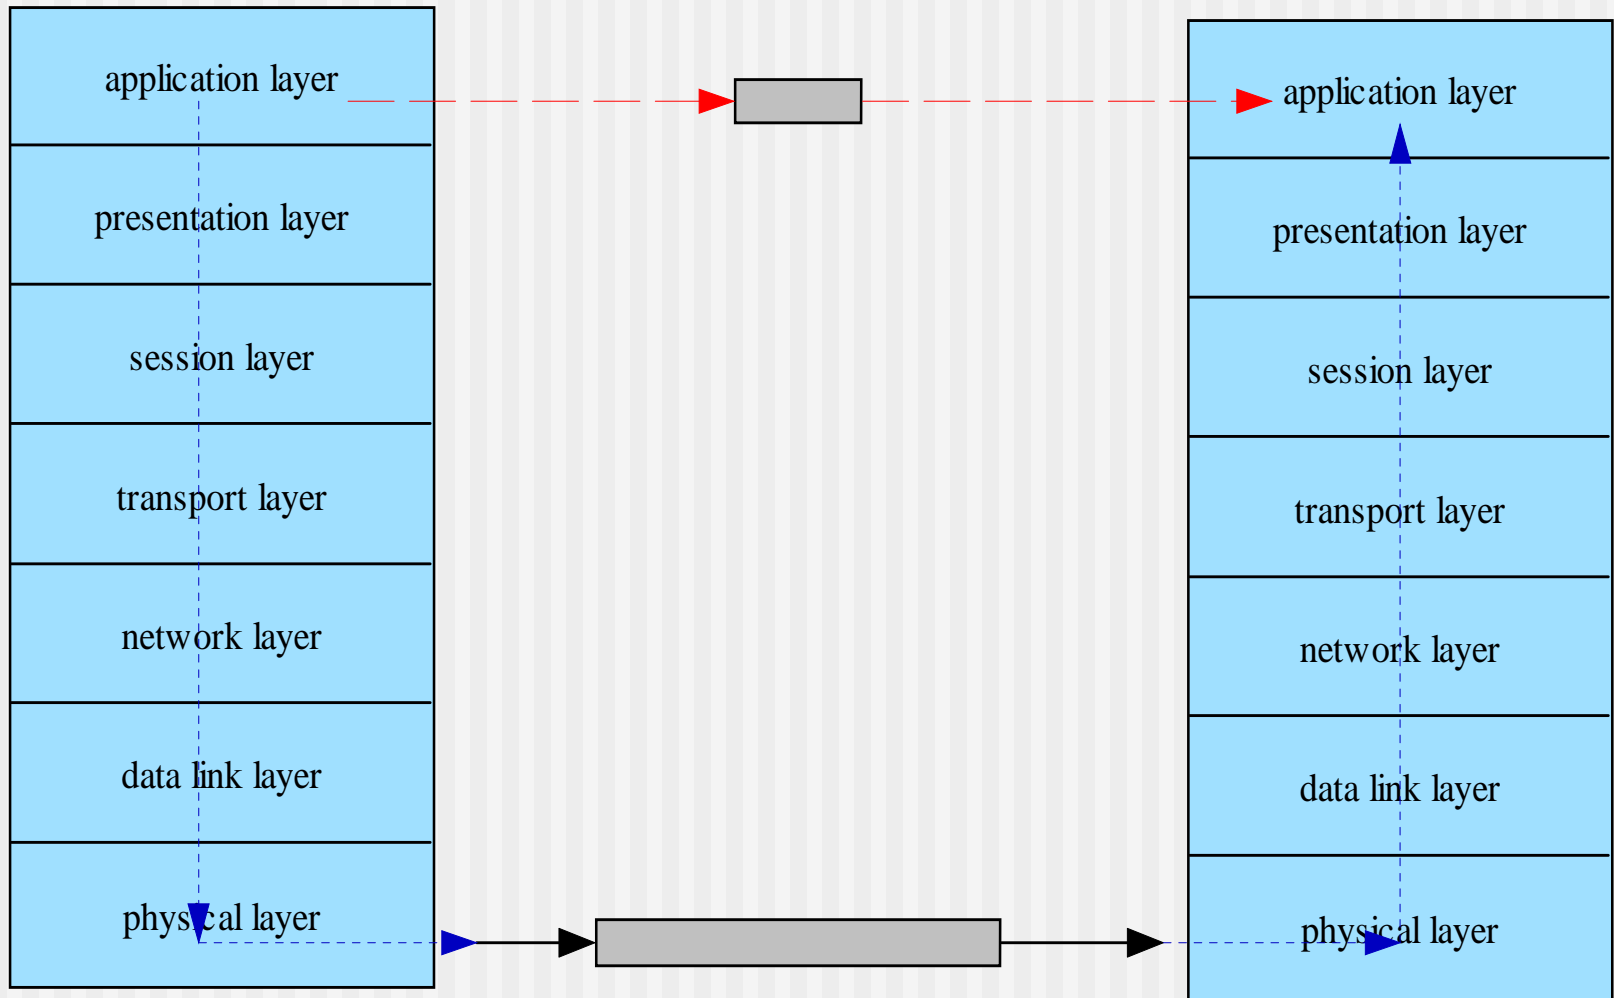 application layer
presentation layer
session layer
transport layer
network layer
data link layer
physical layer
application layer
presentation layer
session layer
transport layer
network layer
data link layer
physical layer